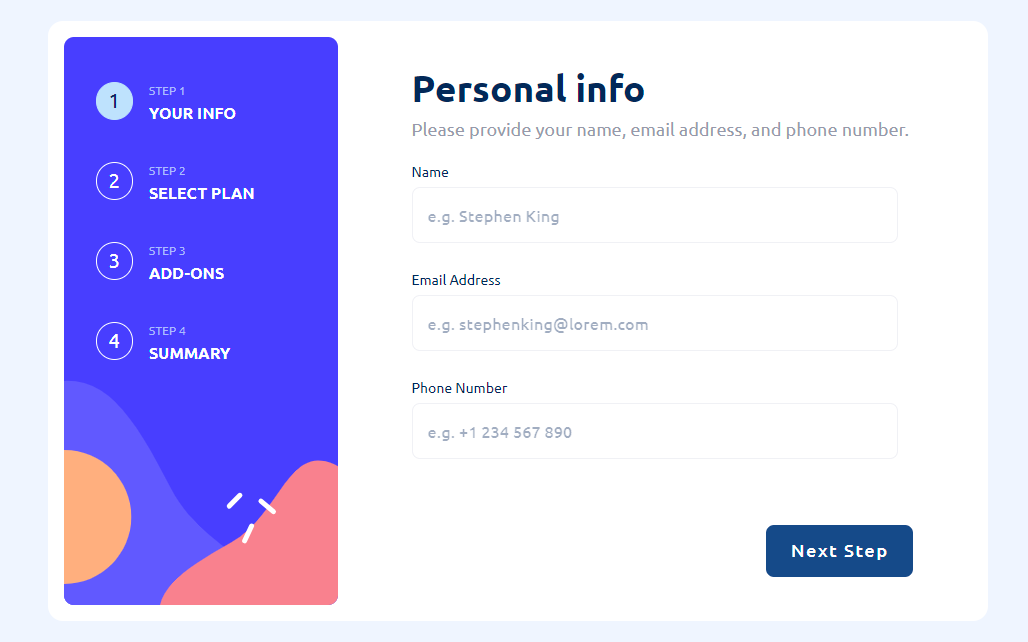 1
STEP 1
YOUR INFO
2
STEP 2
SELECT PLAN
3
STEP 3
ADD-ONS
4
STEP 4
SUMMARY
Personal info
Please provide your name, email address, and phone number.
Name
e.g. Stephen King
Email Address
e.g. stephenking@lorem.com
Phone Number
e.g. +1 234 567 890
Next Step